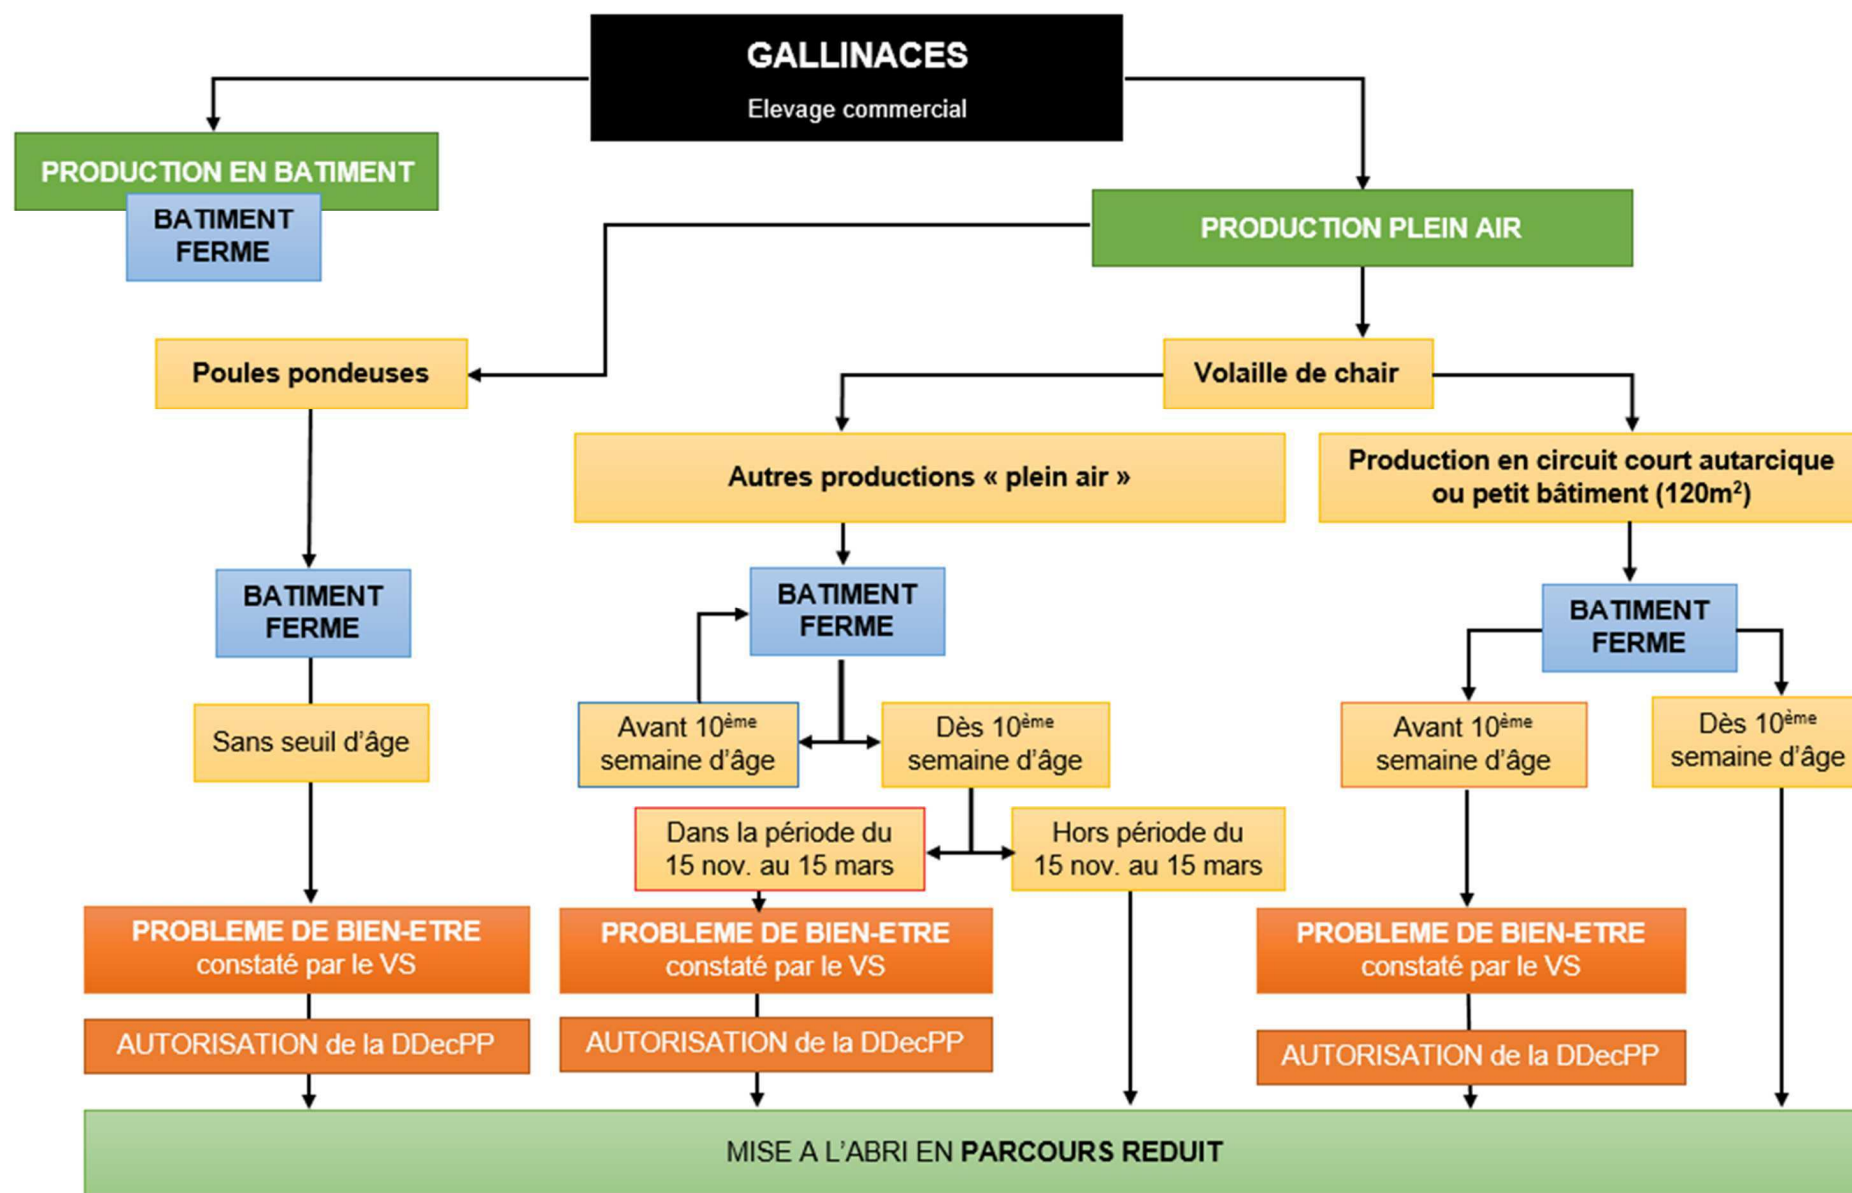 GALLINACES
Elevage commercial
PRODUCTION EN BATIMENT
BATIMENT
FERME
PRODUCTION PLEIN AIR
Poules pondeuses
Volaille de chair
Autres productions « plein air »
Production en circuit court autarcique
ou petit bâtiment (120m²)
BATIMENT
FERME
BATIMENT
FERME
BATIMENT
FERME
Sans seuil d’âge
Avant 10ème
semaine d’âge
Dès 10ème
semaine d’âge
Avant 10ème
semaine d’âge
Dès 10ème
semaine d’âge
Dans la période du
15 nov. au 15 mars
Hors période du
15 nov. au 15 mars
PROBLEME DE BIEN-ETRE
constaté par le VS
PROBLEME DE BIEN-ETRE
constaté par le VS
PROBLEME DE BIEN-ETRE
constaté par le VS
AUTORISATION de la DDecPP
AUTORISATION de la DDecPP
AUTORISATION de la DDecPP
MISE A L’ABRI EN PARCOURS REDUIT